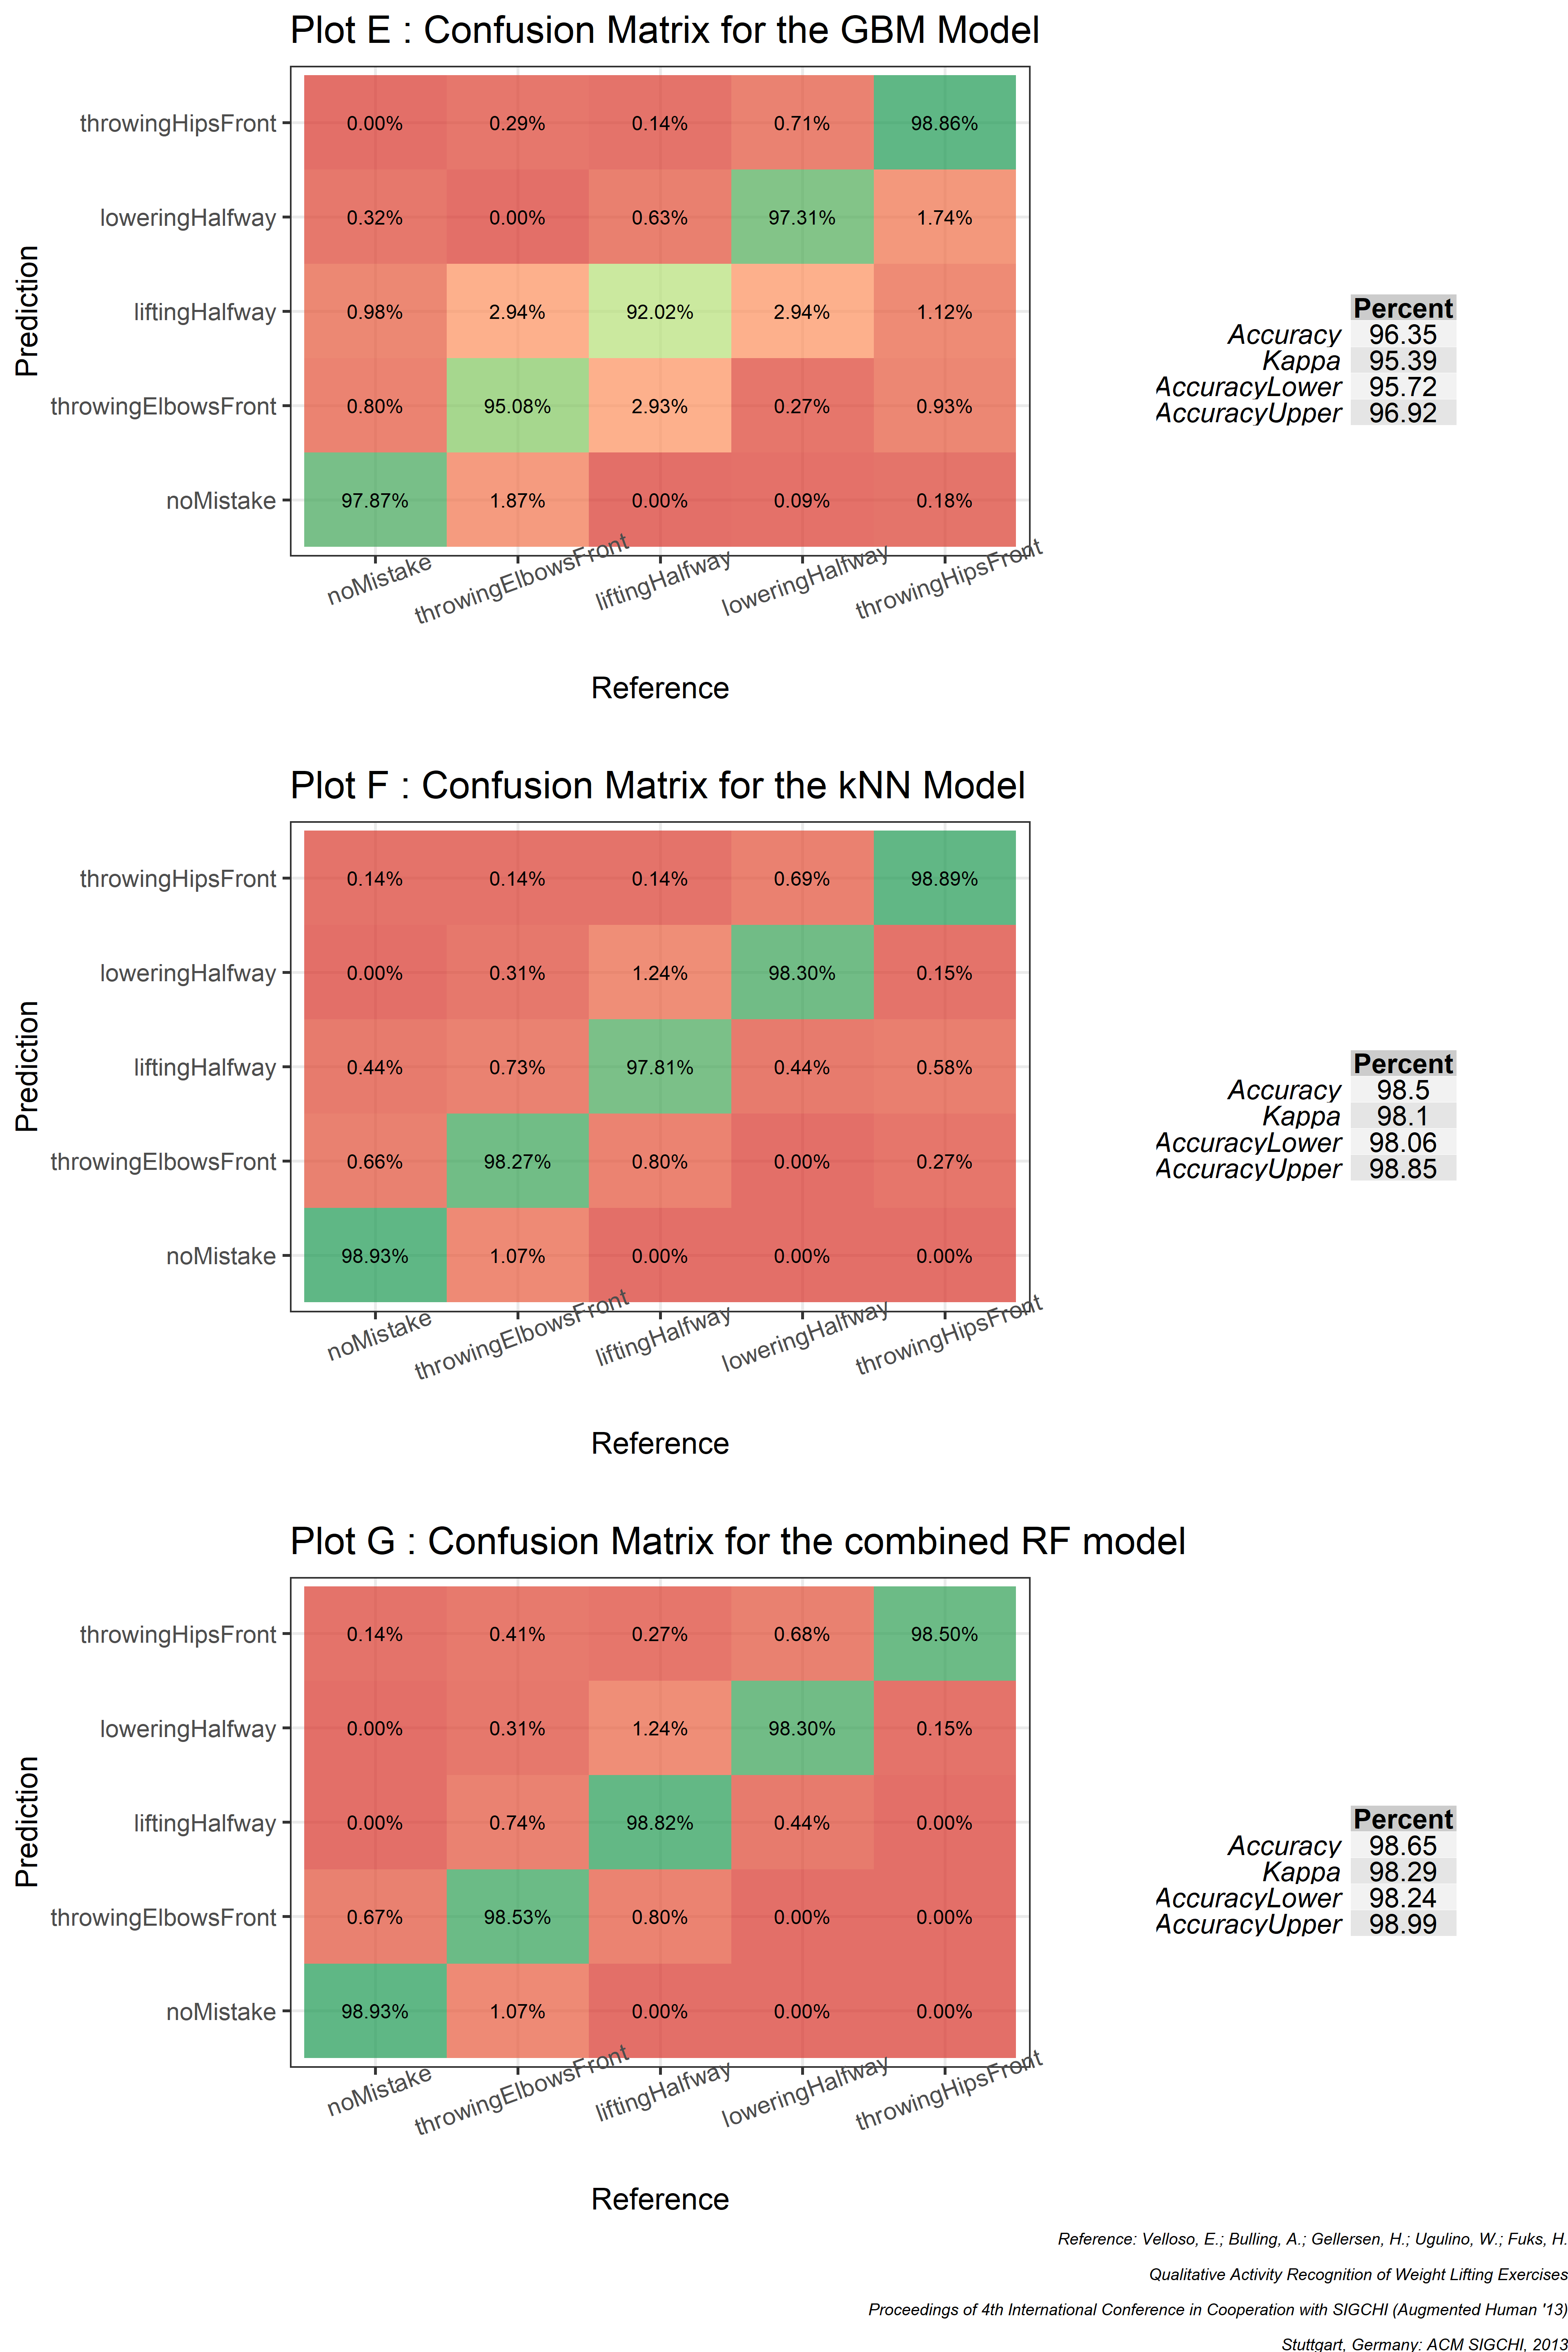 Plot E : Confusion Matrix for the GBM Model
Prediction
throwingHipsFront 0.00% 0.29% 0.14% 0.71% 98.86%
loweringHalfway 0.32% 0.00% 0.63% 97.31% 1.74%
liftingHalfway 0.98% 2.94% 92.02% 2.94% 1.12%
throwingElbowsFront 0.80% 95.08% 2.93% 0.27% 0.93%
noMistake 97.87% 1.87% 0.00% 0.09% 0.18%
noMistake throwingElbowsFront liftingHalfway loweringHalfway throwingHipsFront
Reference
Percent
Accuracy 96.35
Kappa 95.39
AccuracyLower 95.72
AccuracyUpper 96.92
Plot F : Confusion Matrix for the kNN Model
Prediction
throwingHipsFront 0.14% 0.14% 0.14% 0.69% 98.89%
loweringHalfway 0.00% 0.31% 1.24% 98.30% 0.15%
liftingHalfway 0.44% 0.73% 97.81% 0.44% 0.58%
throwingElbowsFront 0.66% 98.27% 0.80% 0.00% 0.27%
noMistake 98.93% 1.07% 0.00% 0.00% 0.00%
noMistake throwingElbowsFront liftingHalfway loweringHalfway throwingHipsFront
Reference
Percent
Accuracy 98.5
Kappa 98.1
AccuracyLower 98.06
AccuracyUpper 98.85
Plot G : Confusion Matrix for the combined RF model
Prediction
throwingHipsFront 0.14% 0.41% 0.27% 0.68% 98.50%
loweringHalfway 0.00% 0.31% 1.24% 98.30% 0.15%
liftingHalfway 0.00% 0.74% 98.82% 0.44% 0.00%
throwingElbowsFront 0.67% 98.53% 0.80% 0.00% 0.00%
noMistake 98.93% 1.07% 0.00% 0.00% 0.00%
noMistake throwingElbowsFront liftingHalfway loweringHalfway throwingHipsFront
Reference
Percent
Accuracy 98.65
Kappa 98.29
AccuracyLower 98.24
AccuracyUpper 98.99
Reference: Velloso, E.; Bulling, A.; Gellersen, H.; Ugulino, W.; Fuks, H.
Qualitative Activity Recognition of Weight Lifting Exercises
Proceedings of 4th International Conference in Cooperation with SIGCHI (Augmented Human '13)
Stuttgart, Germany: ACM SIGCHI, 2013